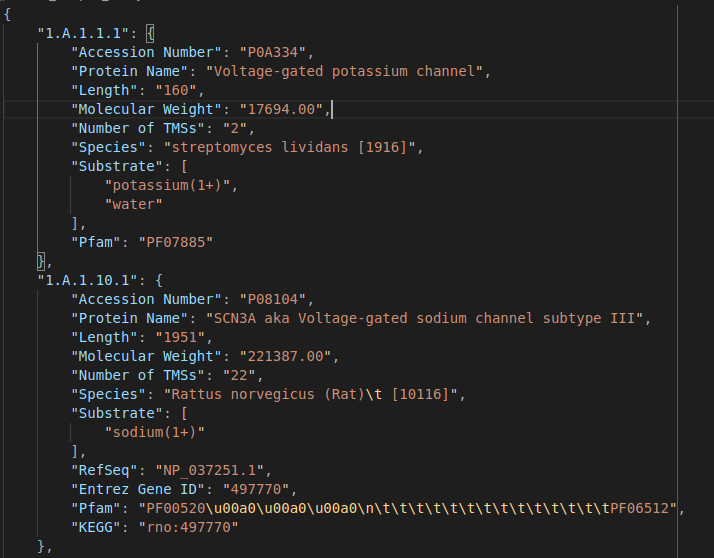 {
"1.A.1.1.1": {
"Accession Number": "P0A334",
"Protein Name": "Voltage-gated potassium channel",
"Length": "160",
"Molecular Weight": "17694.00",
"Number of TMSs": "2",
"Species": "streptomyces lividans [1916]",
"Substrate": [
"potassium(1+)",
"water"
],
"Pfam": "PF07885"
},
"1.A.1.10.1": {
"Accession Number": "P08104",
"Protein Name": "SCN3A aka Voltage-gated sodium channel subtype III",
"Length": "1951",
"Molecular Weight": "221387.00",
"Number of TMSs": "22",
"Species": "Rattus norvegicus (Rat)\t [10116]",
"Substrate": [
"sodium(1+)"
],
"RefSeq": "NP_037251.1",
"Entrez Gene ID": "497770",
"Pfam": "PF00520\u00a0\u00a0\u00a0\n\t\t\t\t\t\t\t\t\t\t\t\t\t\tPF06512",
"KEGG": "rno:497770"
},